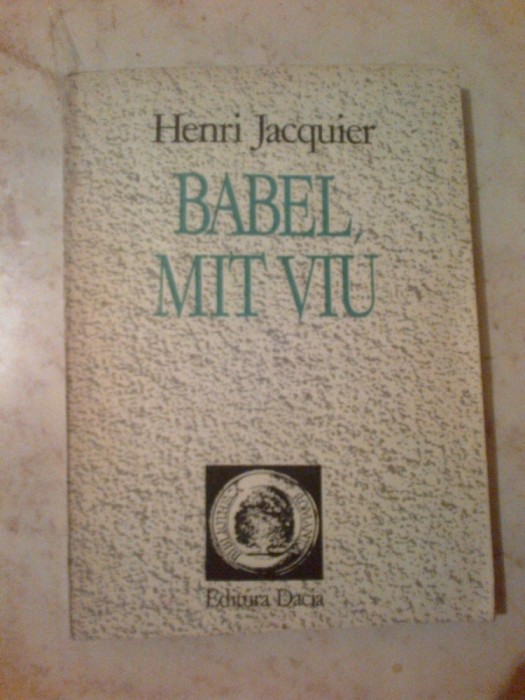 Henri Jacquier
BABEL,
MIT VIU
Editura Dacia